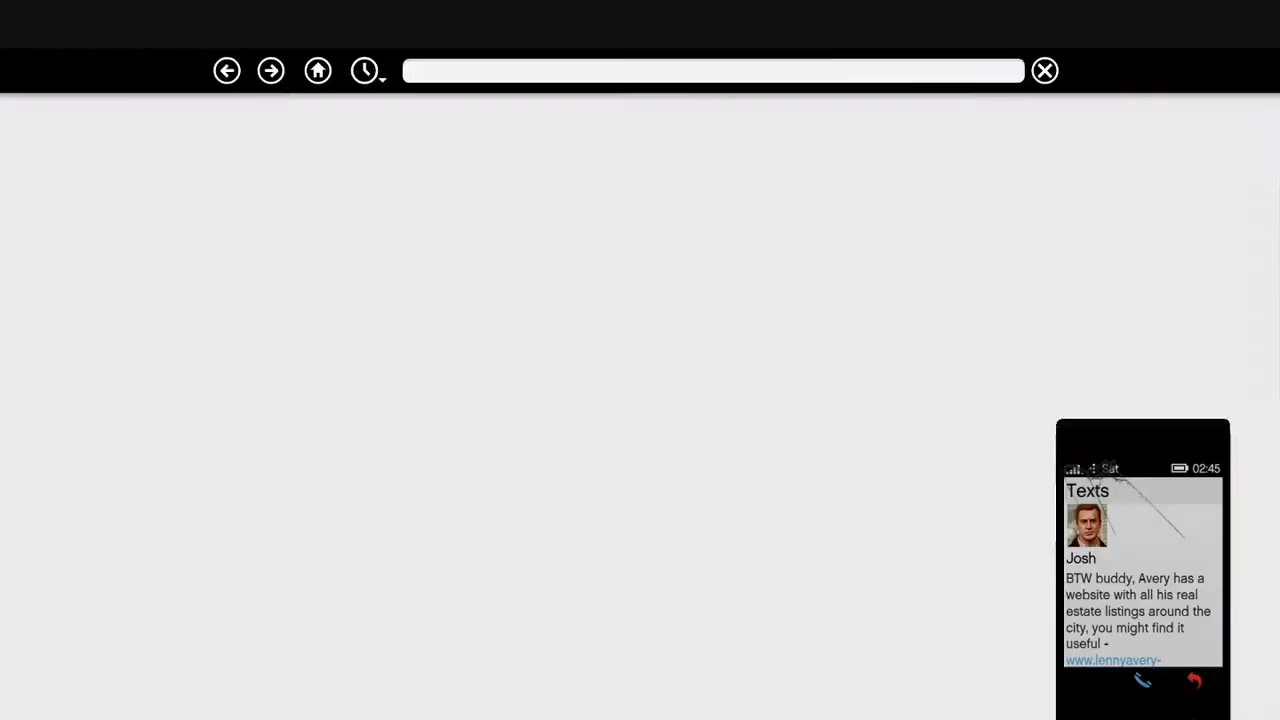 Sat 02:45
Texts
Josh
BTW buddy, Avery has a
website with all his real
estate listings around the
city, you might find it
useful -
www.lennyavery-